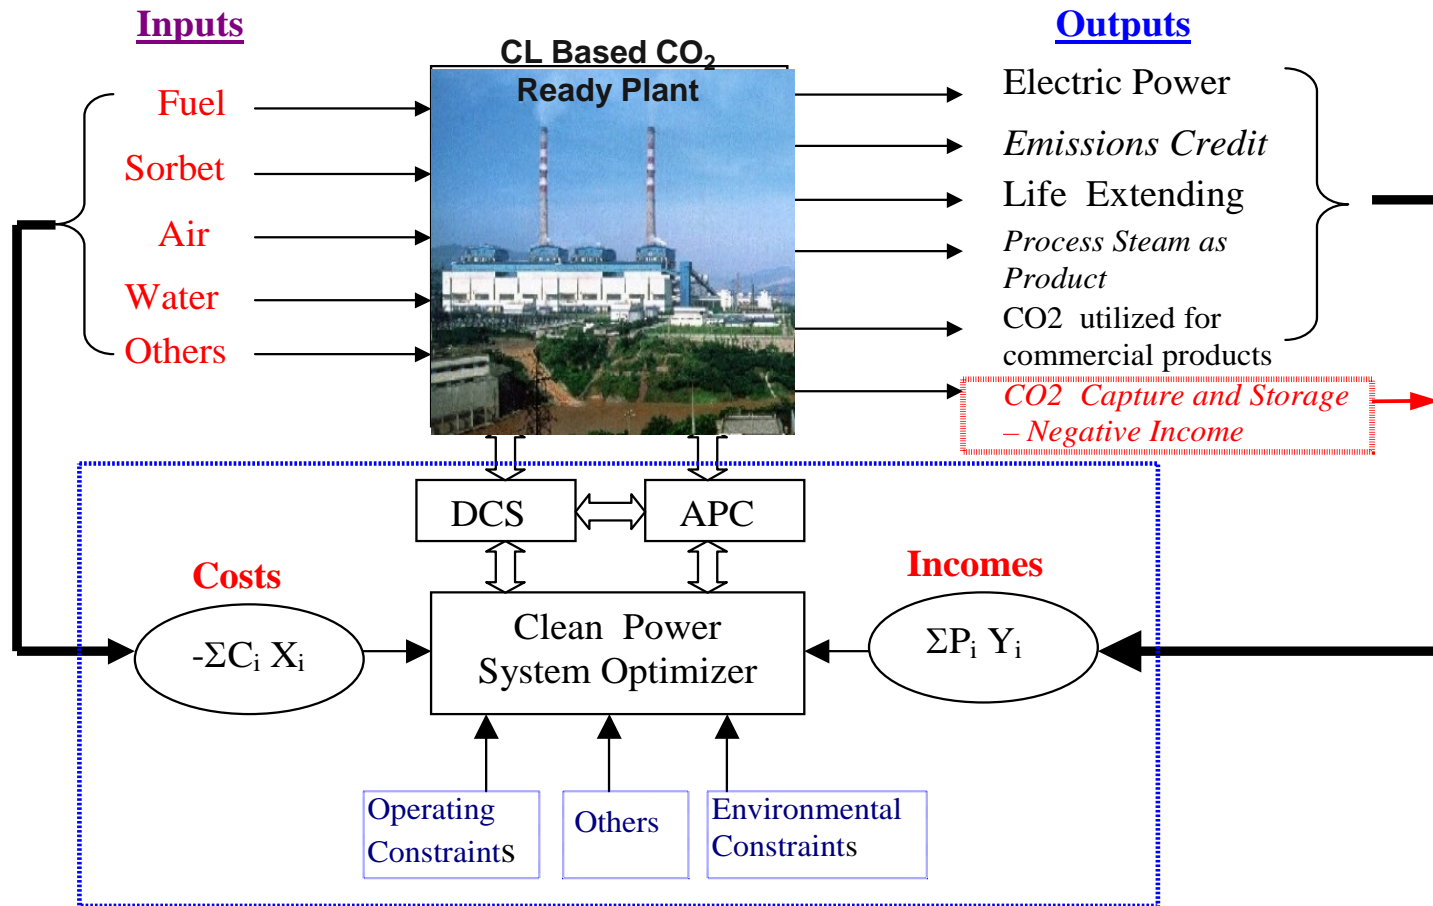 Inputs
CL Based CO₂
Ready Plant
Outputs
Fuel
Sorbet
Air
Water
Others
Electric Power
Emissions Credit
Life Extending
Process Steam as
Product
CO2 utilized for
commercial products
CO2 Capture and Storage
– Negative Income
DCS
APC
Costs
Incomes
-ΣCᵢ Xᵢ
Clean Power
System Optimizer
ΣPᵢ Yᵢ
Operating
Constraints
Others
Environmental
Constraints